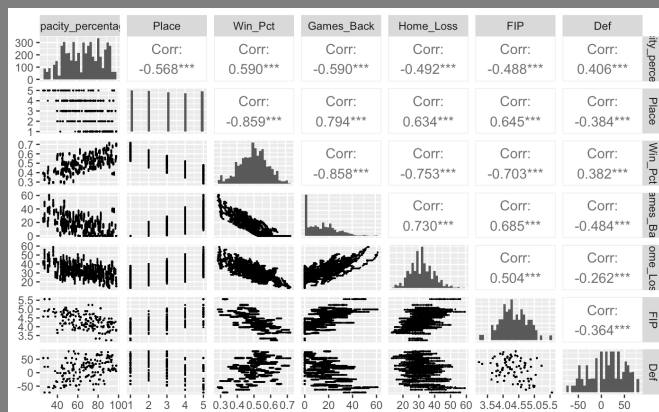 pacity_percenta Place Win_Pct Games_Back Home_Loss FIP Def
Corr: Corr: Corr: Corr: Corr: Corr:
-0.568*** 0.590*** -0.590*** -0.492*** -0.488*** 0.406***
300
200
100
0
ity_perce
Corr: Corr: Corr: Corr: Corr:
-0.859*** 0.794*** 0.634*** 0.645*** -0.384***
5
4
3
2
1
Place
Corr: Corr: Corr: Corr:
-0.858*** -0.753*** -0.703*** 0.382***
0.7
0.6
0.5
0.4
0.3
Win_Pct
Corr: Corr: Corr:
0.730*** 0.685*** -0.484***
60
40
20
0
ames_Ba
Corr: Corr:
0.504*** -0.262***
60
50
40
30
20
ome_Los
Corr:
-0.364***
5.5
5.0
4.5
4.0
3.5
FIP
50
0
-50
Def
40 60 80 100 1 2 3 4 5 0.3 0.4 0.5 0.6 0.7 0 20 40 60 20 30 40 50 60 3.5 4.0 4.5 5.0 5.5 -50 0 50